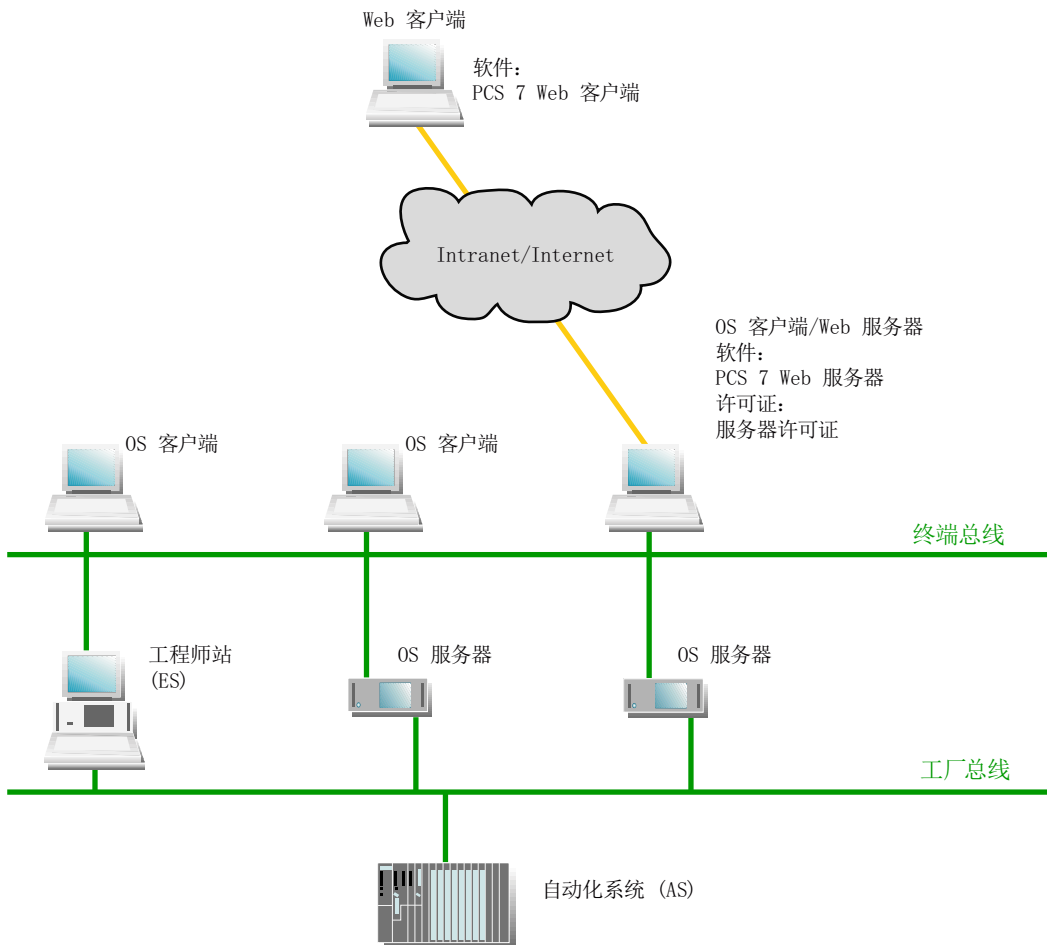 Web 客户端
软件:
PCS 7 Web 客户端
Intranet/Internet
OS 客户端/Web 服务器
软件:
PCS 7 Web 服务器
许可证:
服务器许可证
OS 客户端
OS 客户端
终端总线
工程师站
(ES)
OS 服务器
OS 服务器
工厂总线
自动化系统 (AS)